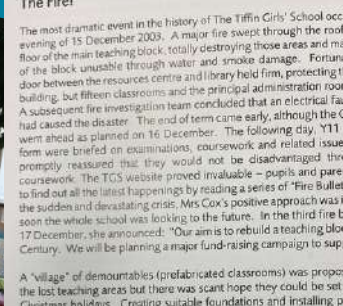 The Fire!
The most dramatic event in the history of The Tiffin Girls' School occ
evening of 15 December 2003. A major fire swept through the roof
floor of the main teaching block, totally destroying those areas and ma
of the block unusable through water and smoke damage. Fortun
door between the resources centre and library held firm, protecting t
building, but fifteen classrooms and the principal administration roo
A subsequent fire investigation team concluded that an electrical fau
had caused the disaster. The end of term came early, although the C
went ahead as planned on 16 December. The following day, Y11
form were briefed on examinations, coursework and related issue
promptly reassured that they would not be disadvantaged thr
coursework. The TGS website proved invaluable – pupils and pare
to find out all the latest happenings by reading a series of "Fire Bullet
the sudden and devastating crisis, Mrs Cox's positive approach was i
soon the whole school was looking to the future. In the third fire b
17 December, she announced: "Our aim is to rebuild a teaching blo
Century. We will be planning a major fund-raising campaign to sup
A "village" of demountables (prefabricated classrooms) was propo
the lost teaching areas but there was scant hope they could be set
Christmas holidays. Creating suitable foundations and installing p